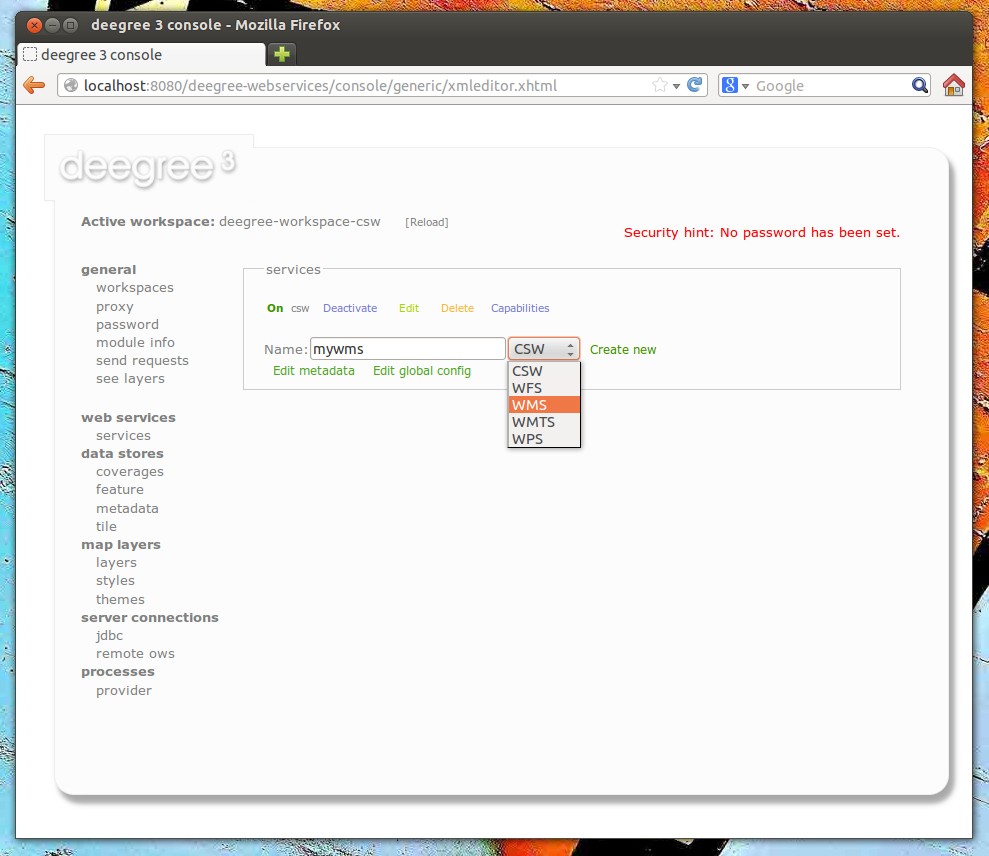 deegree 3 console - Mozilla Firefox
deegree 3 console
localhost:8080/deegree-webservices/console/generic/xmleditor.xhtml
8 Google
deegree 3
Active workspace: deegree-workspace-csw [Reload]
Security hint: No password has been set.
general
workspaces
proxy
password
module info
send requests
see layers
web services
services
data stores
coverages
feature
metadata
tile
map layers
layers
styles
themes
server connections
jdbc
remote ows
processes
provider
services
On csw Deactivate Edit Delete Capabilities
Name: mywms CSW Create new
Edit metadata Edit global config
CSW
WFS
WMS
WMTS
WPS